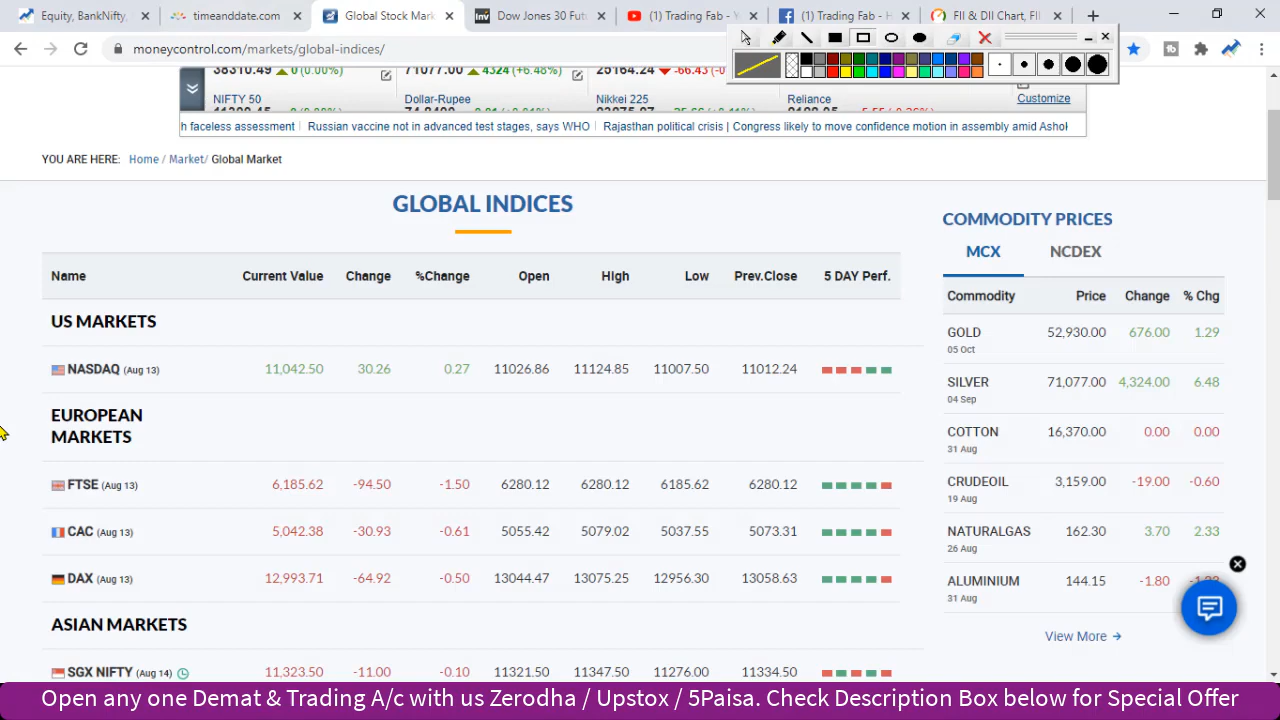 Equity, BankNifty,
timeanddate.com
Global Stock Mark
Dow Jones 30 Fut
(1) Trading Fab - Y
(1) Trading Fab - H
FII & DII Chart, FII
moneycontrol.com/markets/global-indices/
38310.49 0 (0.00%)
71077.00 4324 (+6.48%)
25164.24 -66.43
NIFTY 50
Dollar-Rupee
Nikkei 225
Reliance
Customize
h faceless assessment | Russian vaccine not in advanced test stages, says WHO | Rajasthan political crisis | Congress likely to move confidence motion in assembly amid Ashok
YOU ARE HERE: Home / Market/ Global Market
GLOBAL INDICES
Name Current Value Change %Change Open High Low Prev.Close 5 DAY Perf.
US MARKETS
NASDAQ (Aug 13) 11,042.50 30.26 0.27 11026.86 11124.85 11007.50 11012.24
EUROPEAN
MARKETS
FTSE (Aug 13) 6,185.62 -94.50 -1.50 6280.12 6280.12 6185.62 6280.12
CAC (Aug 13) 5,042.38 -30.93 -0.61 5055.42 5079.02 5037.55 5073.31
DAX (Aug 13) 12,993.71 -64.92 -0.50 13044.47 13075.25 12956.30 13058.63
ASIAN MARKETS
SGX NIFTY (Aug 14) 11,323.50 -11.00 -0.10 11321.50 11347.50 11276.00 11334.50
COMMODITY PRICES
MCX NCDEX
Commodity Price Change % Chg
GOLD 52,930.00 676.00 1.29
05 Oct
SILVER 71,077.00 4,324.00 6.48
04 Sep
COTTON 16,370.00 0.00 0.00
31 Aug
CRUDEOIL 3,159.00 -19.00 -0.60
19 Aug
NATURALGAS 162.30 3.70 2.33
26 Aug
ALUMINIUM 144.15 -1.80
31 Aug
View More
Open any one Demat & Trading A/c with us Zerodha / Upstox / 5Paisa. Check Description Box below for Special Offer